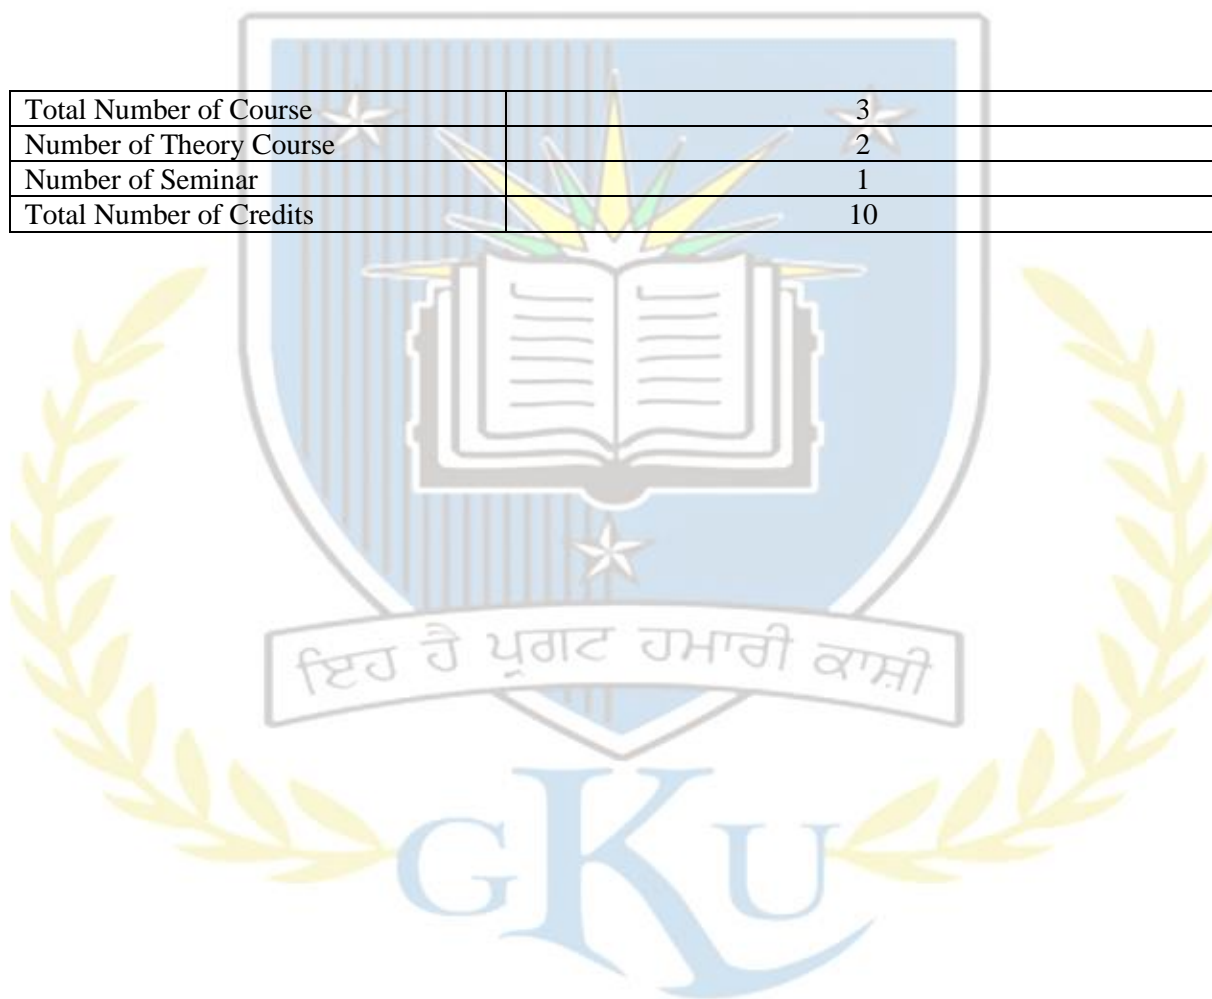 Total Number of Course 3
Number of Theory Course 2
Number of Seminar 1
Total Number of Credits 10
ਇਹ ਹੈ ਪ੍ਰਗਟ ਹਮਾਰੀ ਕਾਸ਼ੀ
GKU